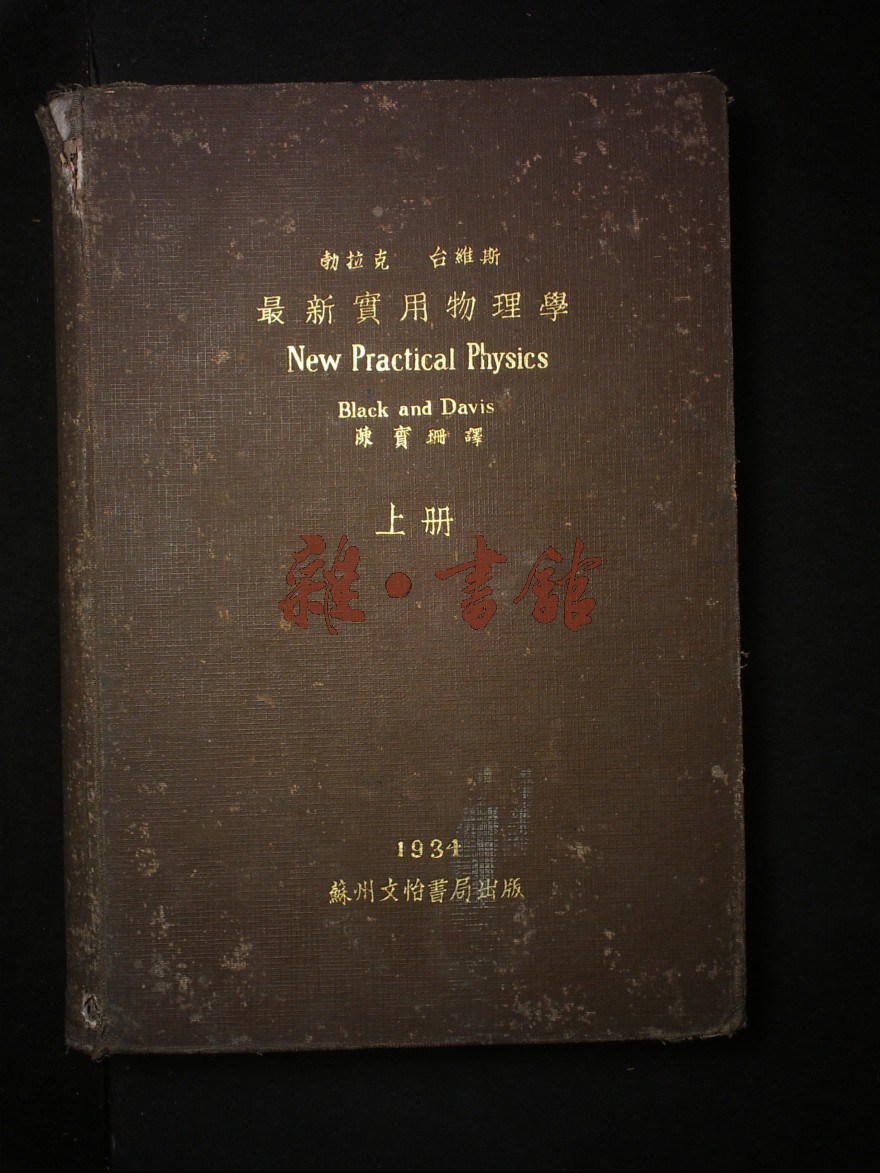 勃拉克 台維斯
最新實用物理學
New Practical Physics
Black and Davis
陳寶珊譯
上册
雜·書館
1934
蘇州文怡書局出版